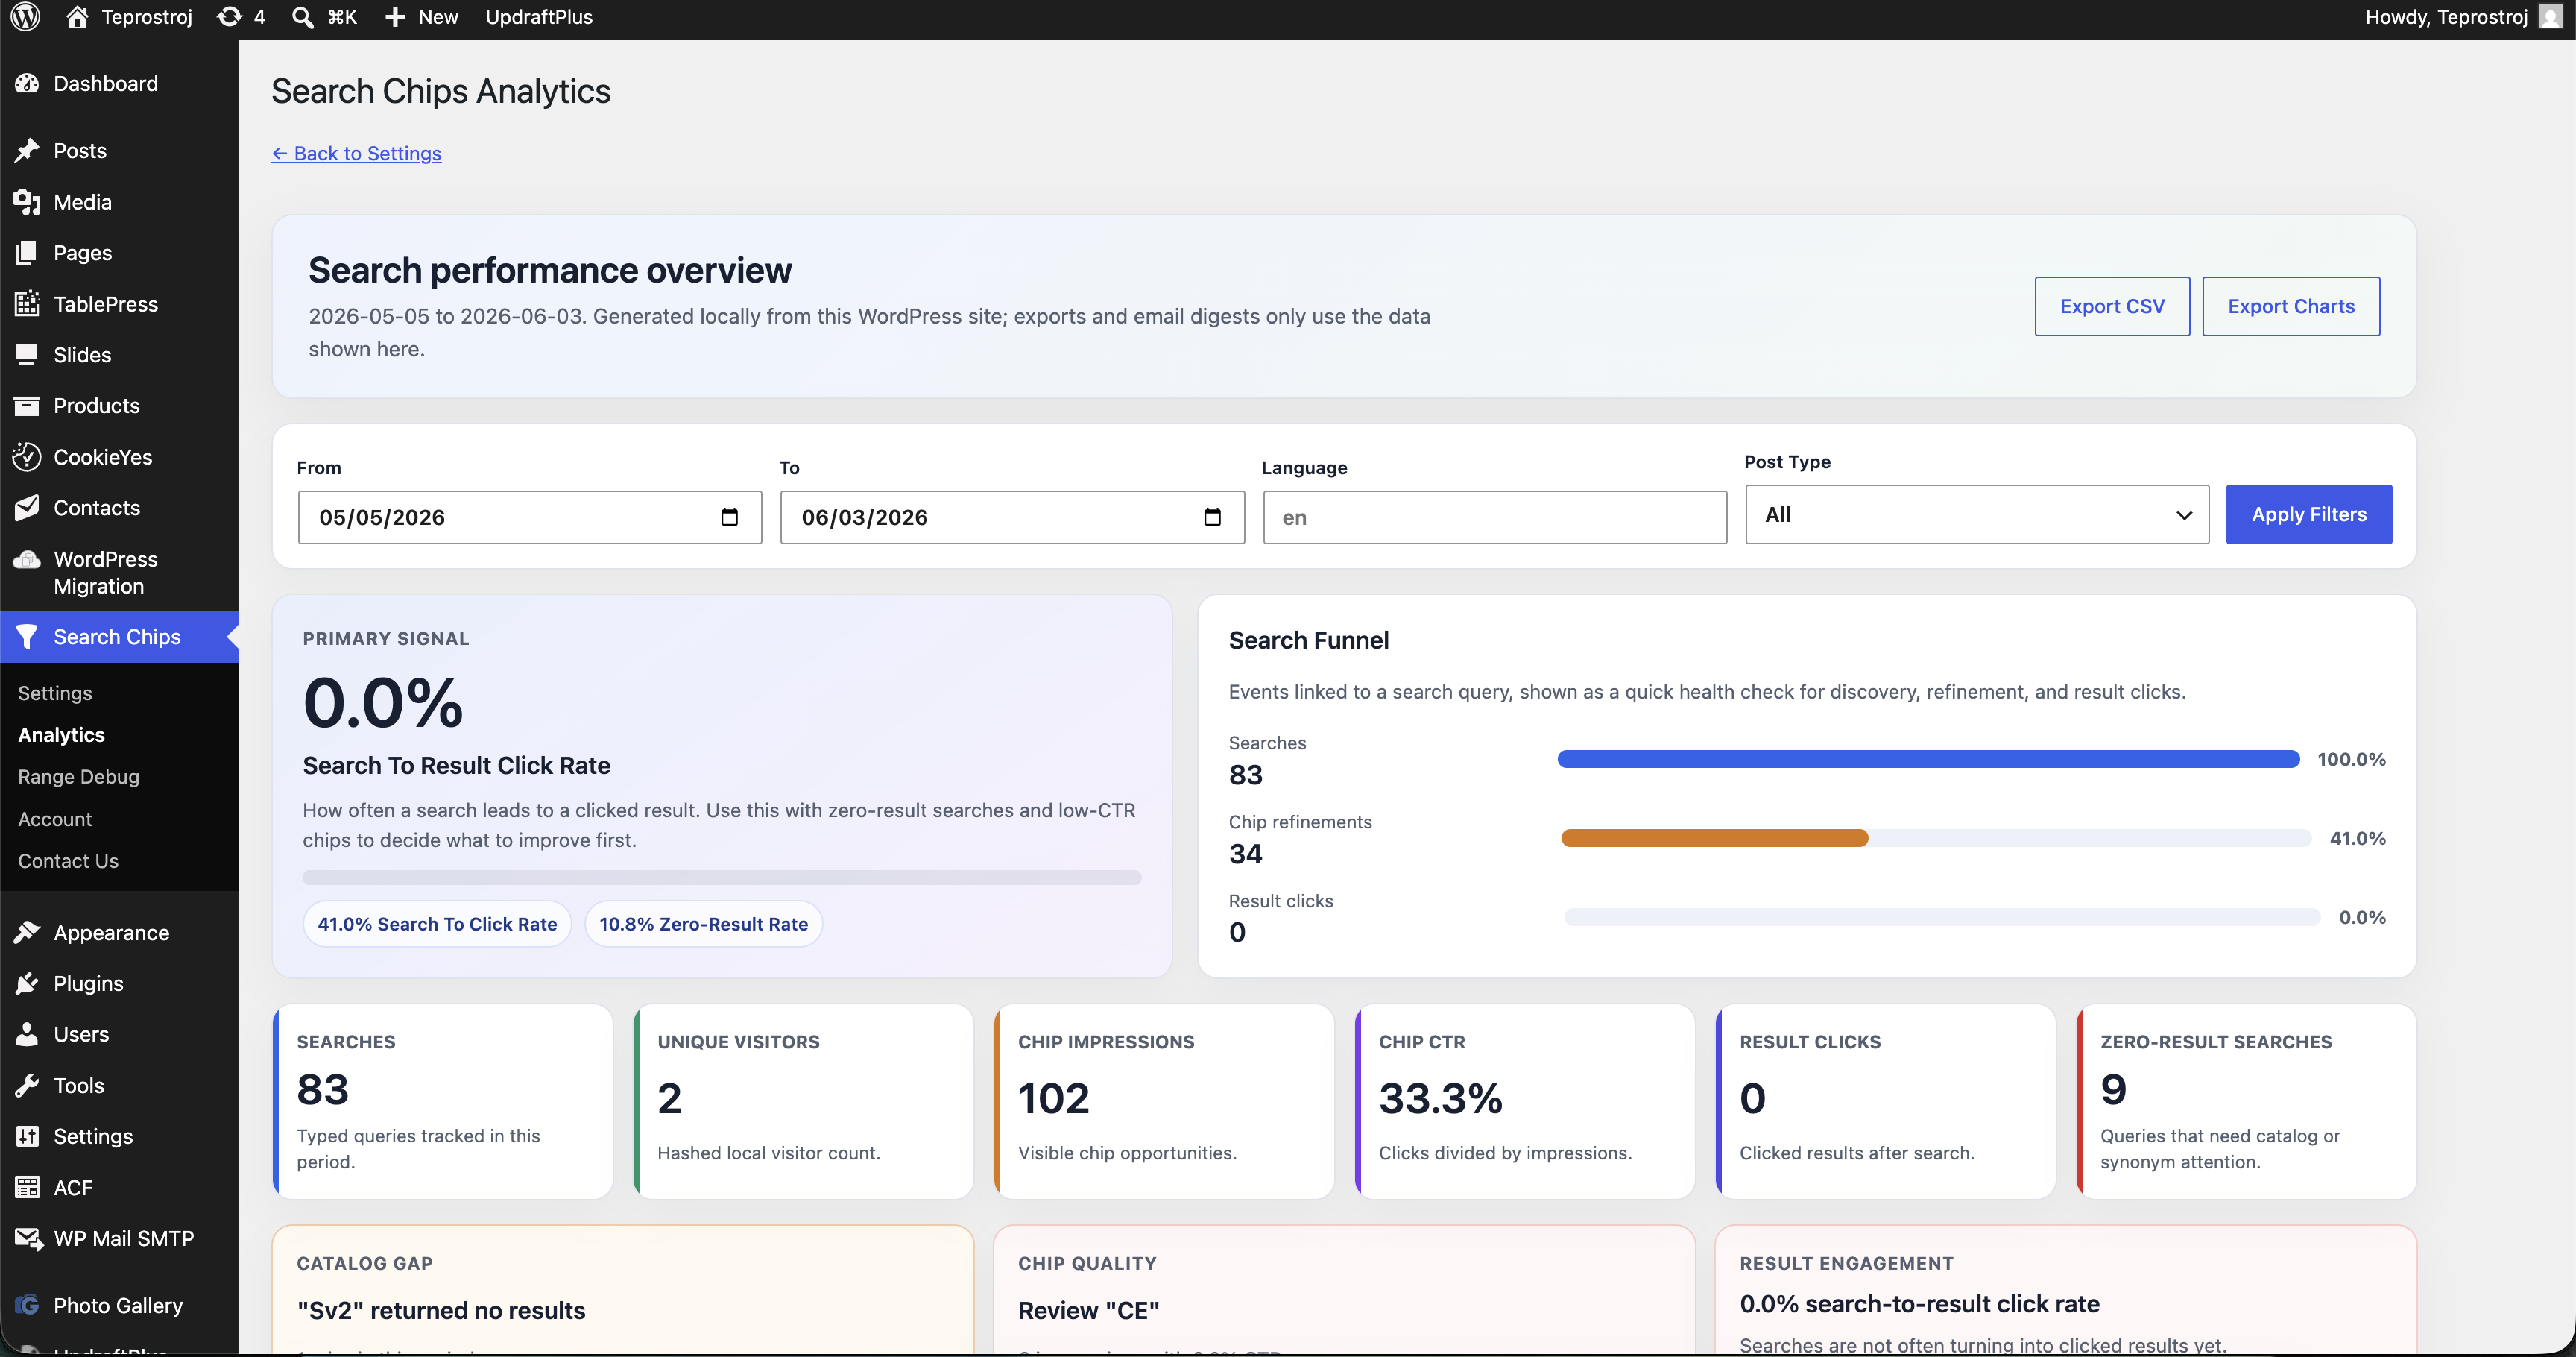 Teprostroj
4
⌘K
New
UpdraftPlus
Howdy, Teprostroj
Dashboard
Posts
Media
Pages
TablePress
Slides
Products
CookieYes
Contacts
WordPress
Migration
Search Chips
Settings
Analytics
Range Debug
Account
Contact Us
Appearance
Plugins
Users
Tools
Settings
ACF
WP Mail SMTP
Photo Gallery
UpdraftPlus
Search Chips Analytics
← Back to Settings
Search performance overview
2026-05-05 to 2026-06-03. Generated locally from this WordPress site; exports and email digests only use the data
shown here.
Export CSV
Export Charts
From
05/05/2026
To
06/03/2026
Language
en
Post Type
All
Apply Filters
PRIMARY SIGNAL
0.0%
Search To Result Click Rate
How often a search leads to a clicked result. Use this with zero-result searches and low-CTR
chips to decide what to improve first.
41.0% Search To Click Rate
10.8% Zero-Result Rate
Search Funnel
Events linked to a search query, shown as a quick health check for discovery, refinement, and result clicks.
Searches
83
100.0%
Chip refinements
34
41.0%
Result clicks
0
0.0%
SEARCHES
83
Typed queries tracked in this
period.
UNIQUE VISITORS
2
Hashed local visitor count.
CHIP IMPRESSIONS
102
Visible chip opportunities.
CHIP CTR
33.3%
Clicks divided by impressions.
RESULT CLICKS
0
Clicked results after search.
ZERO-RESULT SEARCHES
9
Queries that need catalog or
synonym attention.
CATALOG GAP
"Sv2" returned no results
CHIP QUALITY
Review "CE"
RESULT ENGAGEMENT
0.0% search-to-result click rate
Searches are not often turning into clicked results yet.